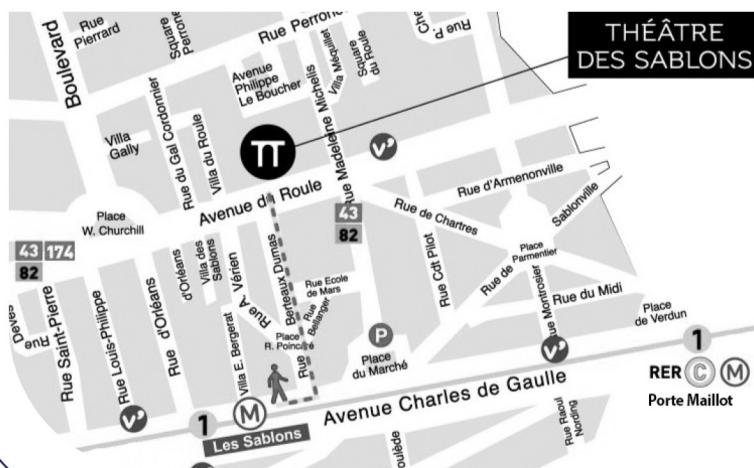 THÉÂTRE
DES SABLONS
Rue
Pierrard
Square
Perronet
Rue Perronet
Boulevard
Avenue
Philippe
Le Boucher
Villa Méquillet
Square
du Roule
Rue P. Che
Villa
Gally
Rue du Gal Cordonnier
Villa du Roule
Rue Madeleine Michelis
TT
v'
Avenue du Roule
Place
W. Churchill
43
82
Rue d'Armenonville
Sablonville
Rue de Chartres
Place
Parmentier
Rue de
43 174
82
d'Orléans
Villa des
Sablons
Rue A. Vérien
Berteaux Dumas
Rue Ecole
de Mars
Rue
Bellanger
Rue Cdt Pilot
Rue Montrosier
Rue du Midi
Place
de Verdun
Deves
Rue
Rue Saint-Pierre
Rue Louis-Philippe
Rue d'Orléans
Villa E. Bergerat
Place
R. Poincaré
Rue
P
Place
du Marché
v'
1
RER C M
Porte Maillot
v'
1
M
Les Sablons
Avenue Charles de Gaulle
Rue Raoul
Nording
ouëde